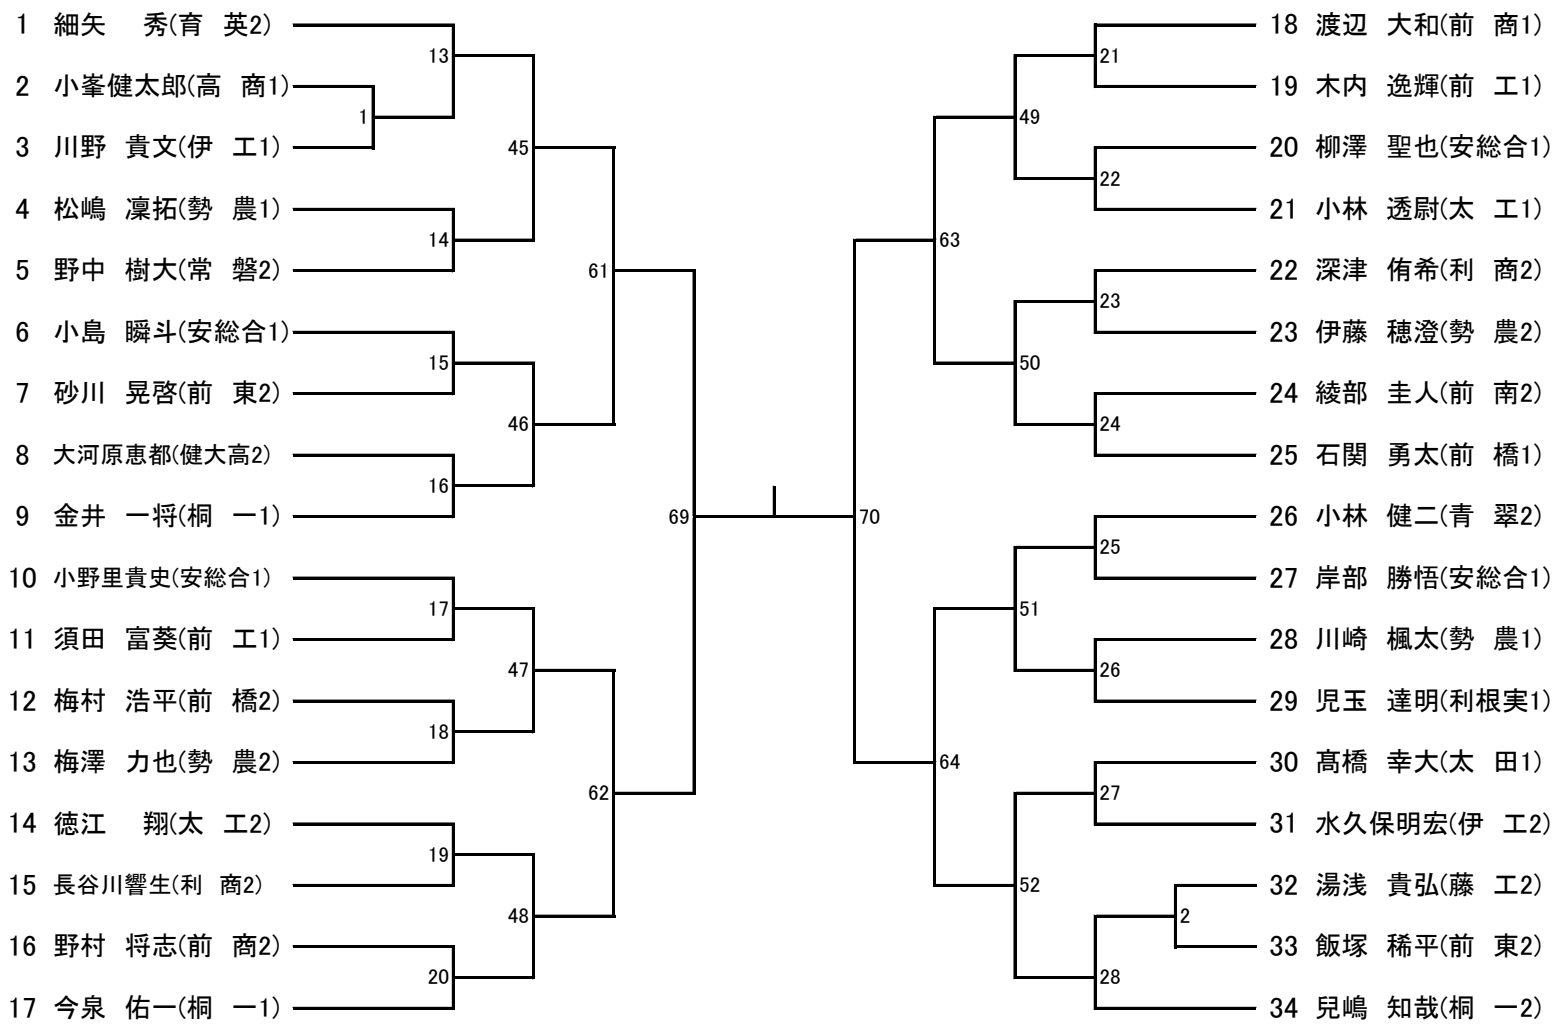 1 細矢 秀(育 英2)
2 小峯健太郎(高 商1)
3 川野 貴文(伊 工1)
4 松嶋 凜拓(勢 農1)
5 野中 樹大(常 磐2)
6 小島 瞬斗(安総合1)
7 砂川 晃啓(前 東2)
8 大河原恵都(健大高2)
9 金井 一将(桐 一1)
10 小野里貴史(安総合1)
11 須田 富葵(前 工1)
12 梅村 浩平(前 橋2)
13 梅澤 力也(勢 農2)
14 徳江 翔(太 工2)
15 長谷川響生(利 商2)
16 野村 将志(前 商2)
17 今泉 佑一(桐 一1)
1
13
14
15
16
17
18
19
20
45
46
47
48
61
62
69
70
63
64
49
50
51
52
21
22
23
24
25
26
27
28
2
18 渡辺 大和(前 商1)
19 木内 逸輝(前 工1)
20 柳澤 聖也(安総合1)
21 小林 透尉(太 工1)
22 深津 侑希(利 商2)
23 伊藤 穂澄(勢 農2)
24 綾部 圭人(前 南2)
25 石関 勇太(前 橋1)
26 小林 健二(青 翠2)
27 岸部 勝悟(安総合1)
28 川崎 楓太(勢 農1)
29 児玉 達明(利根実1)
30 髙橋 幸大(太 田1)
31 水久保明宏(伊 工2)
32 湯浅 貴弘(藤 工2)
33 飯塚 稀平(前 東2)
34 兒嶋 知哉(桐 一2)